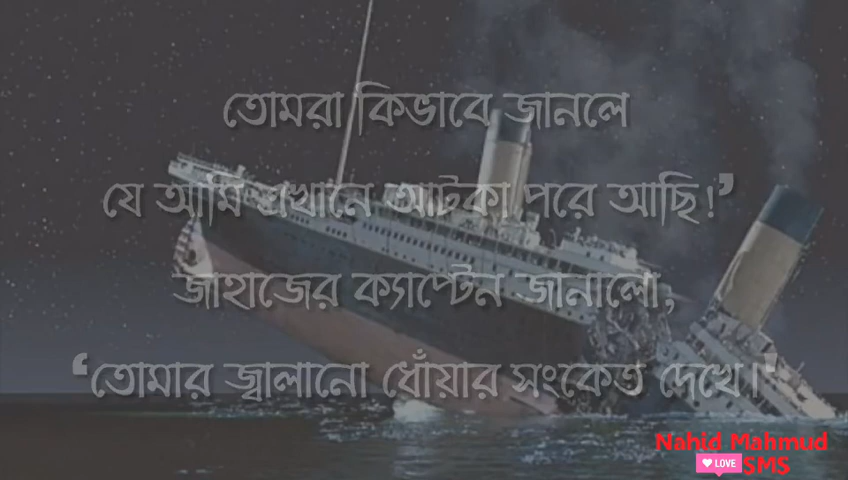 তোমরা কিভাবে জানলে
যে আমি এখানে আটকা পরে আছি!’
জাহাজের ক্যাপ্টেন জানালো,
‘তোমার জ্বালানো ধোঁয়ার সংকেত দেখে।’
Nahid Mahmud
LOVE SMS